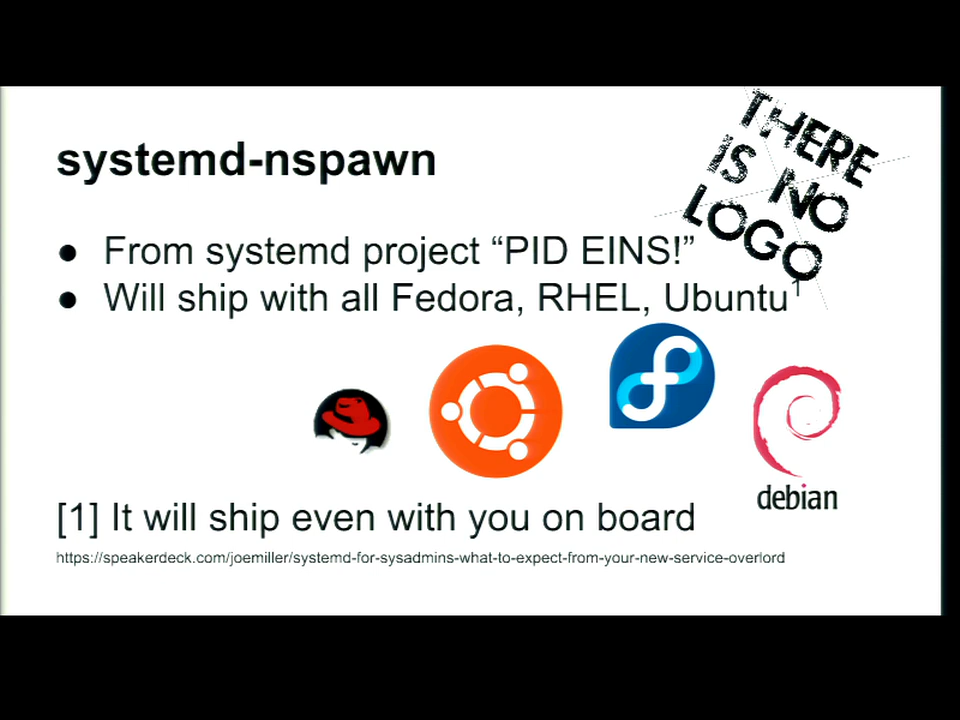 THERE
IS NO
LOGO
systemd-nspawn
● From systemd project “PID EINS!”
● Will ship with all Fedora, RHEL, Ubuntu¹
debian
[1] It will ship even with you on board
https://speakerdeck.com/joemiller/systemd-for-sysadmins-what-to-expect-from-your-new-service-overlord